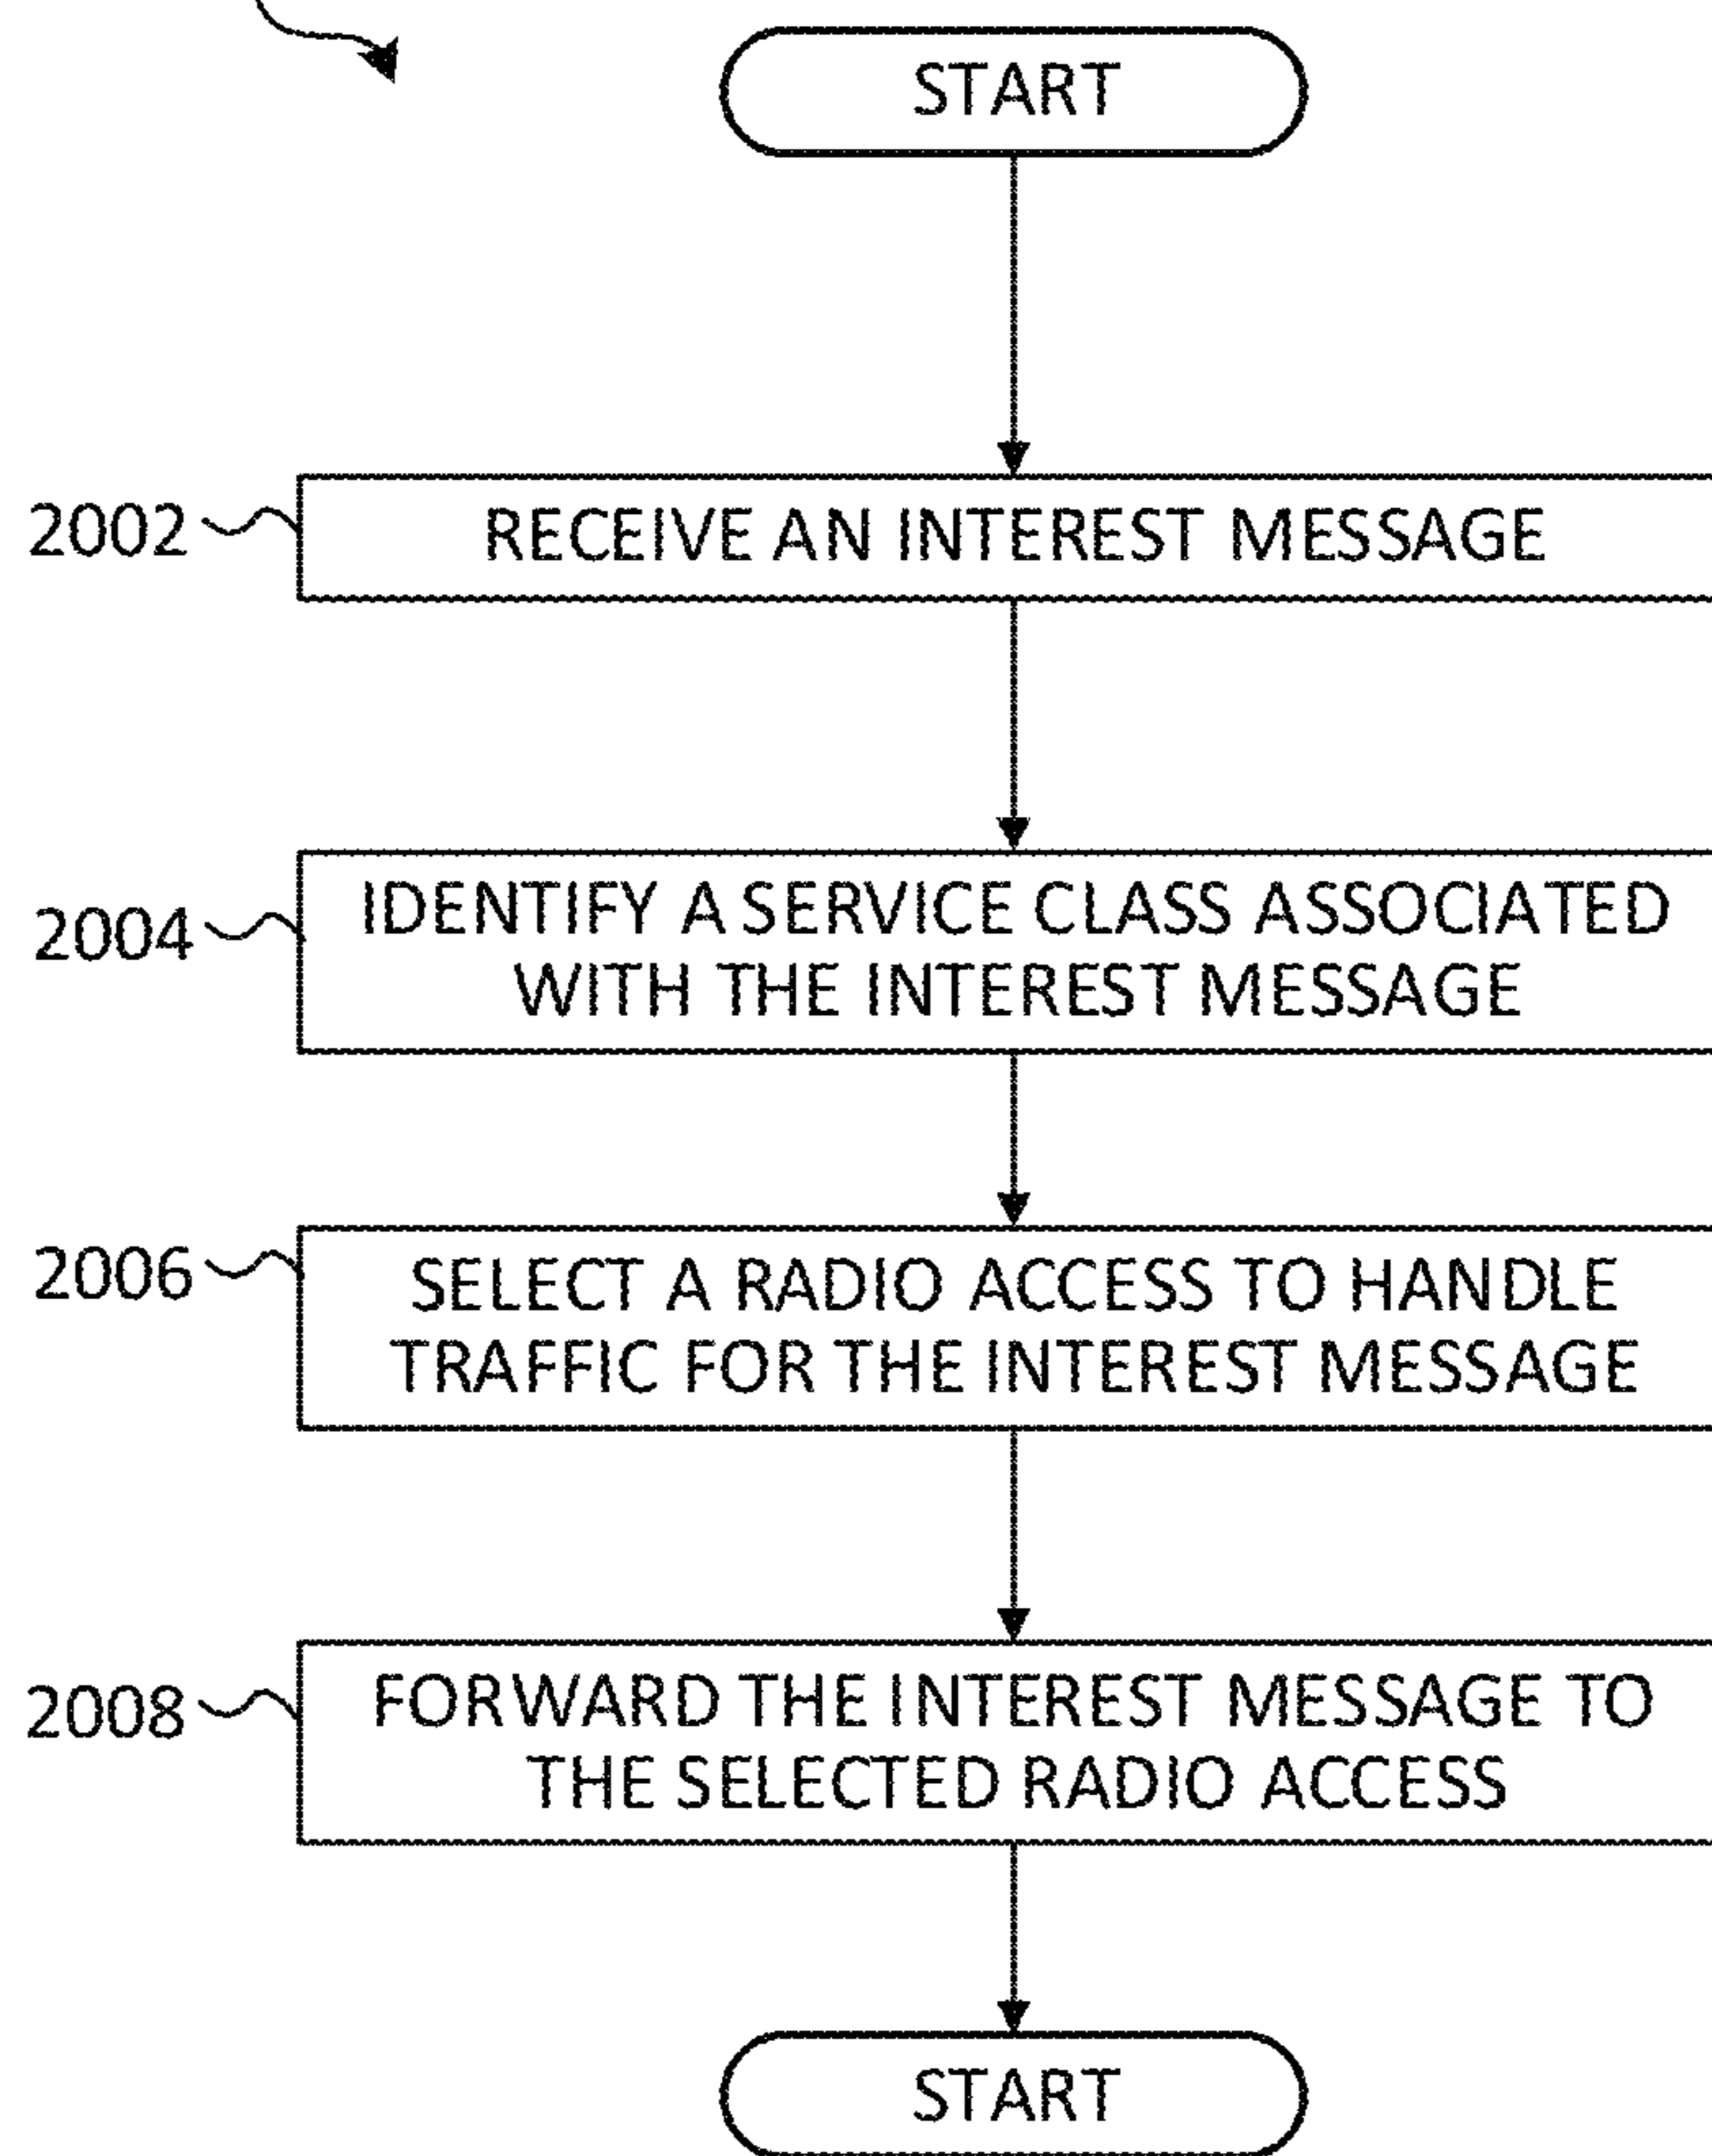 START
2002
RECEIVE AN INTEREST MESSAGE
2004
IDENTIFY A SERVICE CLASS ASSOCIATED
WITH THE INTEREST MESSAGE
2006
SELECT A RADIO ACCESS TO HANDLE
TRAFFIC FOR THE INTEREST MESSAGE
2008
FORWARD THE INTEREST MESSAGE TO
THE SELECTED RADIO ACCESS
START